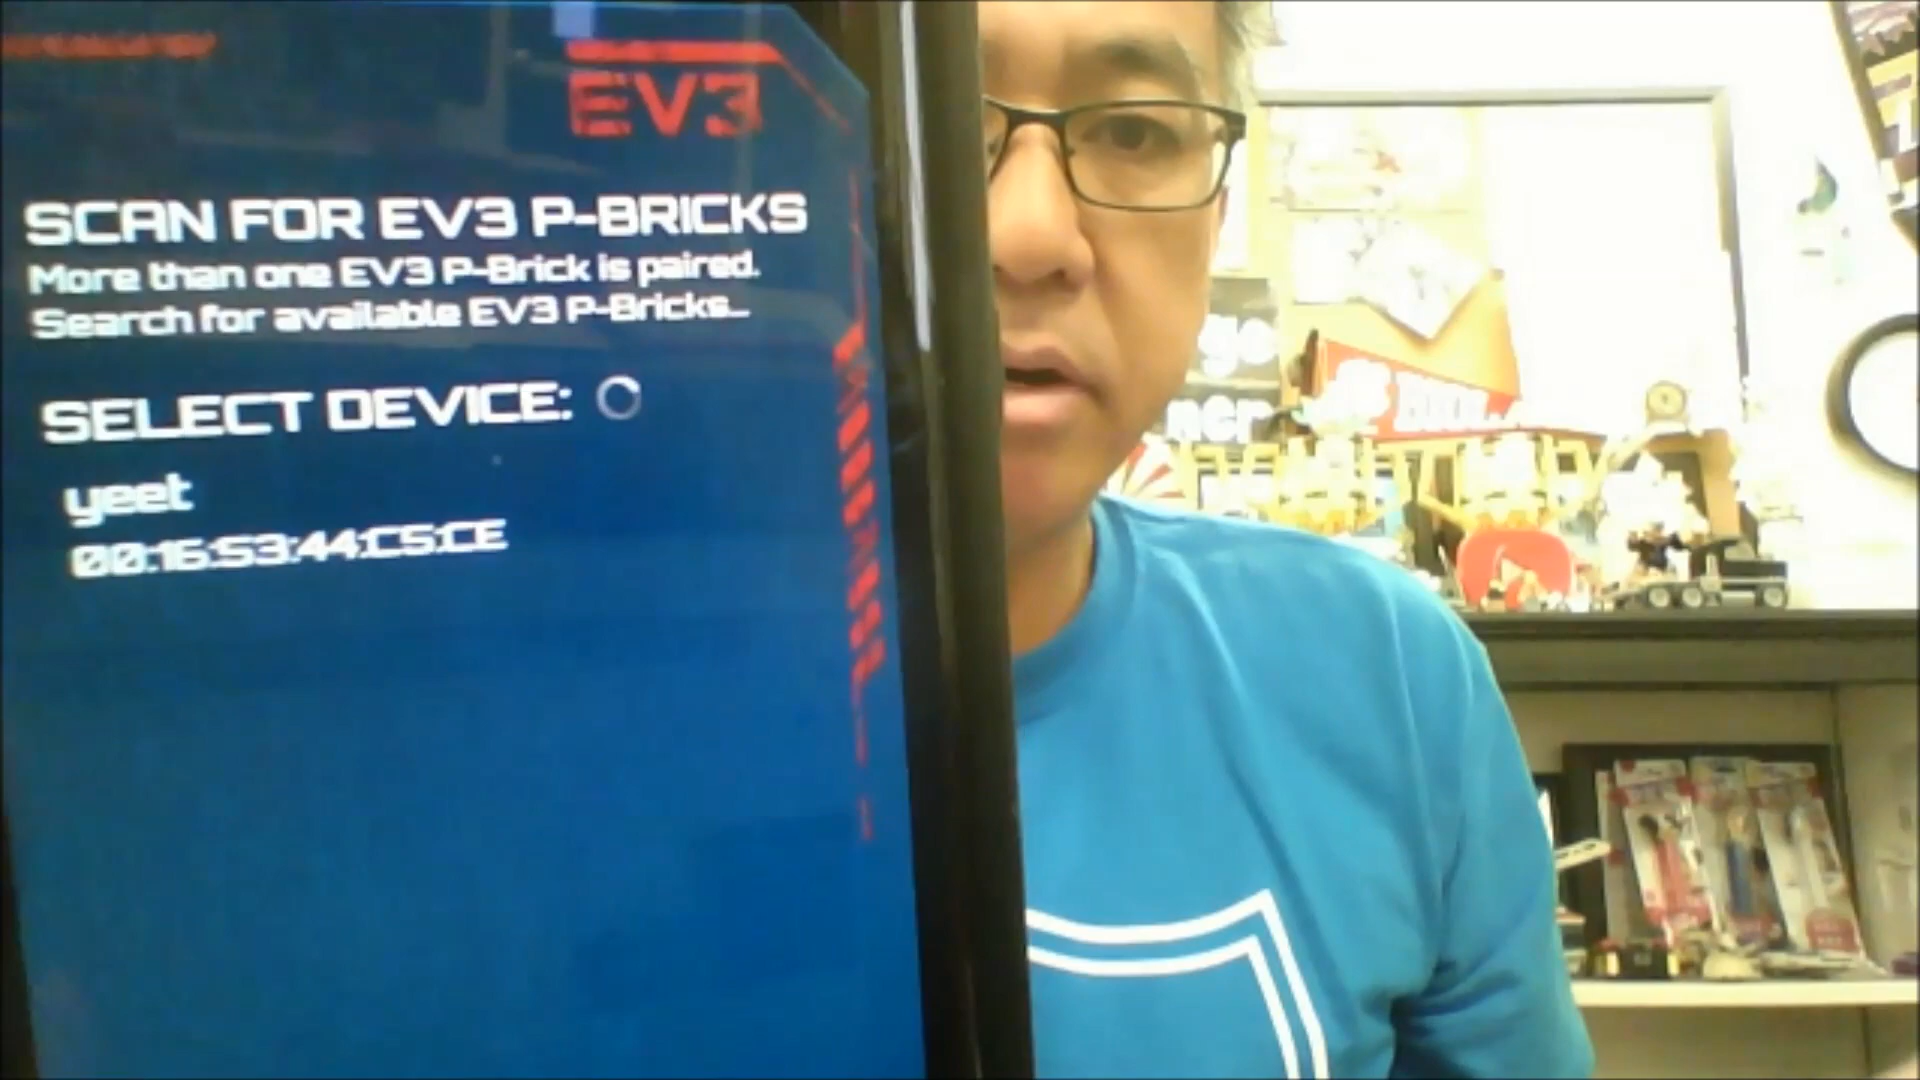 EV3
SCAN FOR EV3 P-BRICKS
More than one EV3 P-Brick is paired.
Search for available EV3 P-Bricks...
SELECT DEVICE:
yeet
00:16:53:44:C5:CE